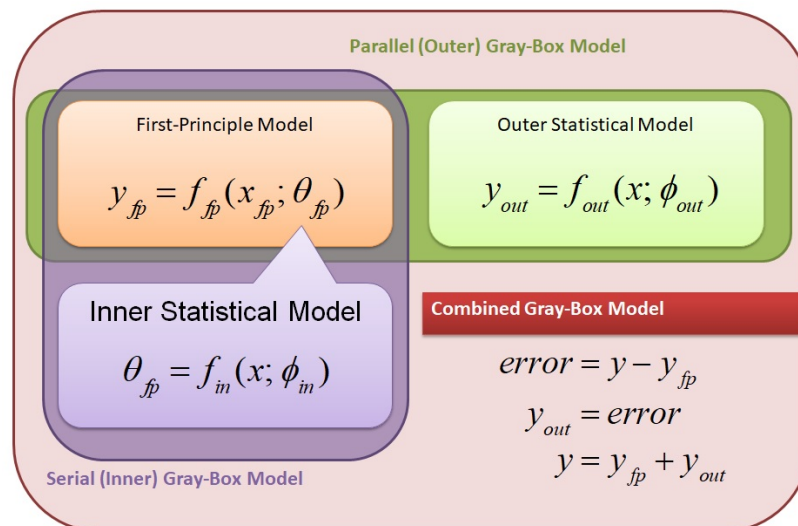 Parallel (Outer) Gray-Box Model
First-Principle Model
y_fp = f_fp(x_fp; θ_fp)
Outer Statistical Model
y_out = f_out(x; ϕ_out)
Inner Statistical Model
θ_fp = f_in(x; ϕ_in)
Serial (Inner) Gray-Box Model
Combined Gray-Box Model
error = y − y_fp
y_out = error
y = y_fp + y_out